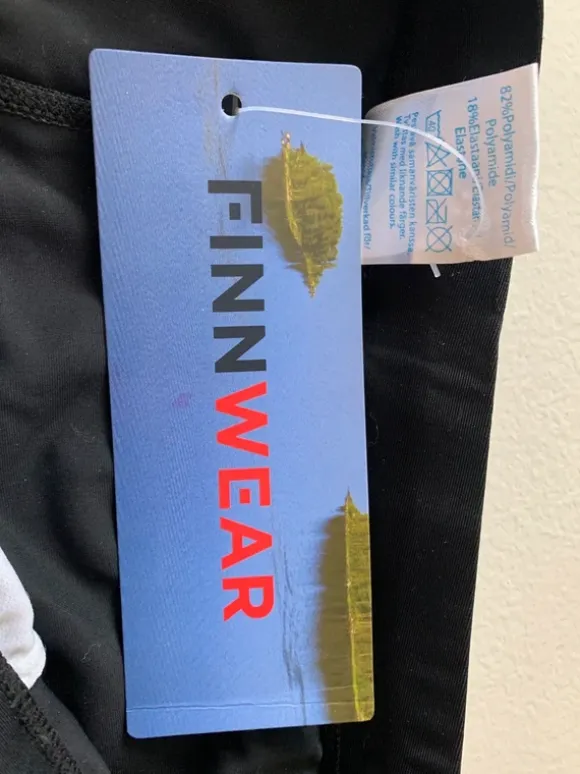 FINNWEAR
82%Polyamidi/Polyamid/
Polyamide
18%Elastaani/Elastan/
Elastane
40
Pese samanväristen kanssa.
Tvättas med liknande färger.
Wash with similar colours.